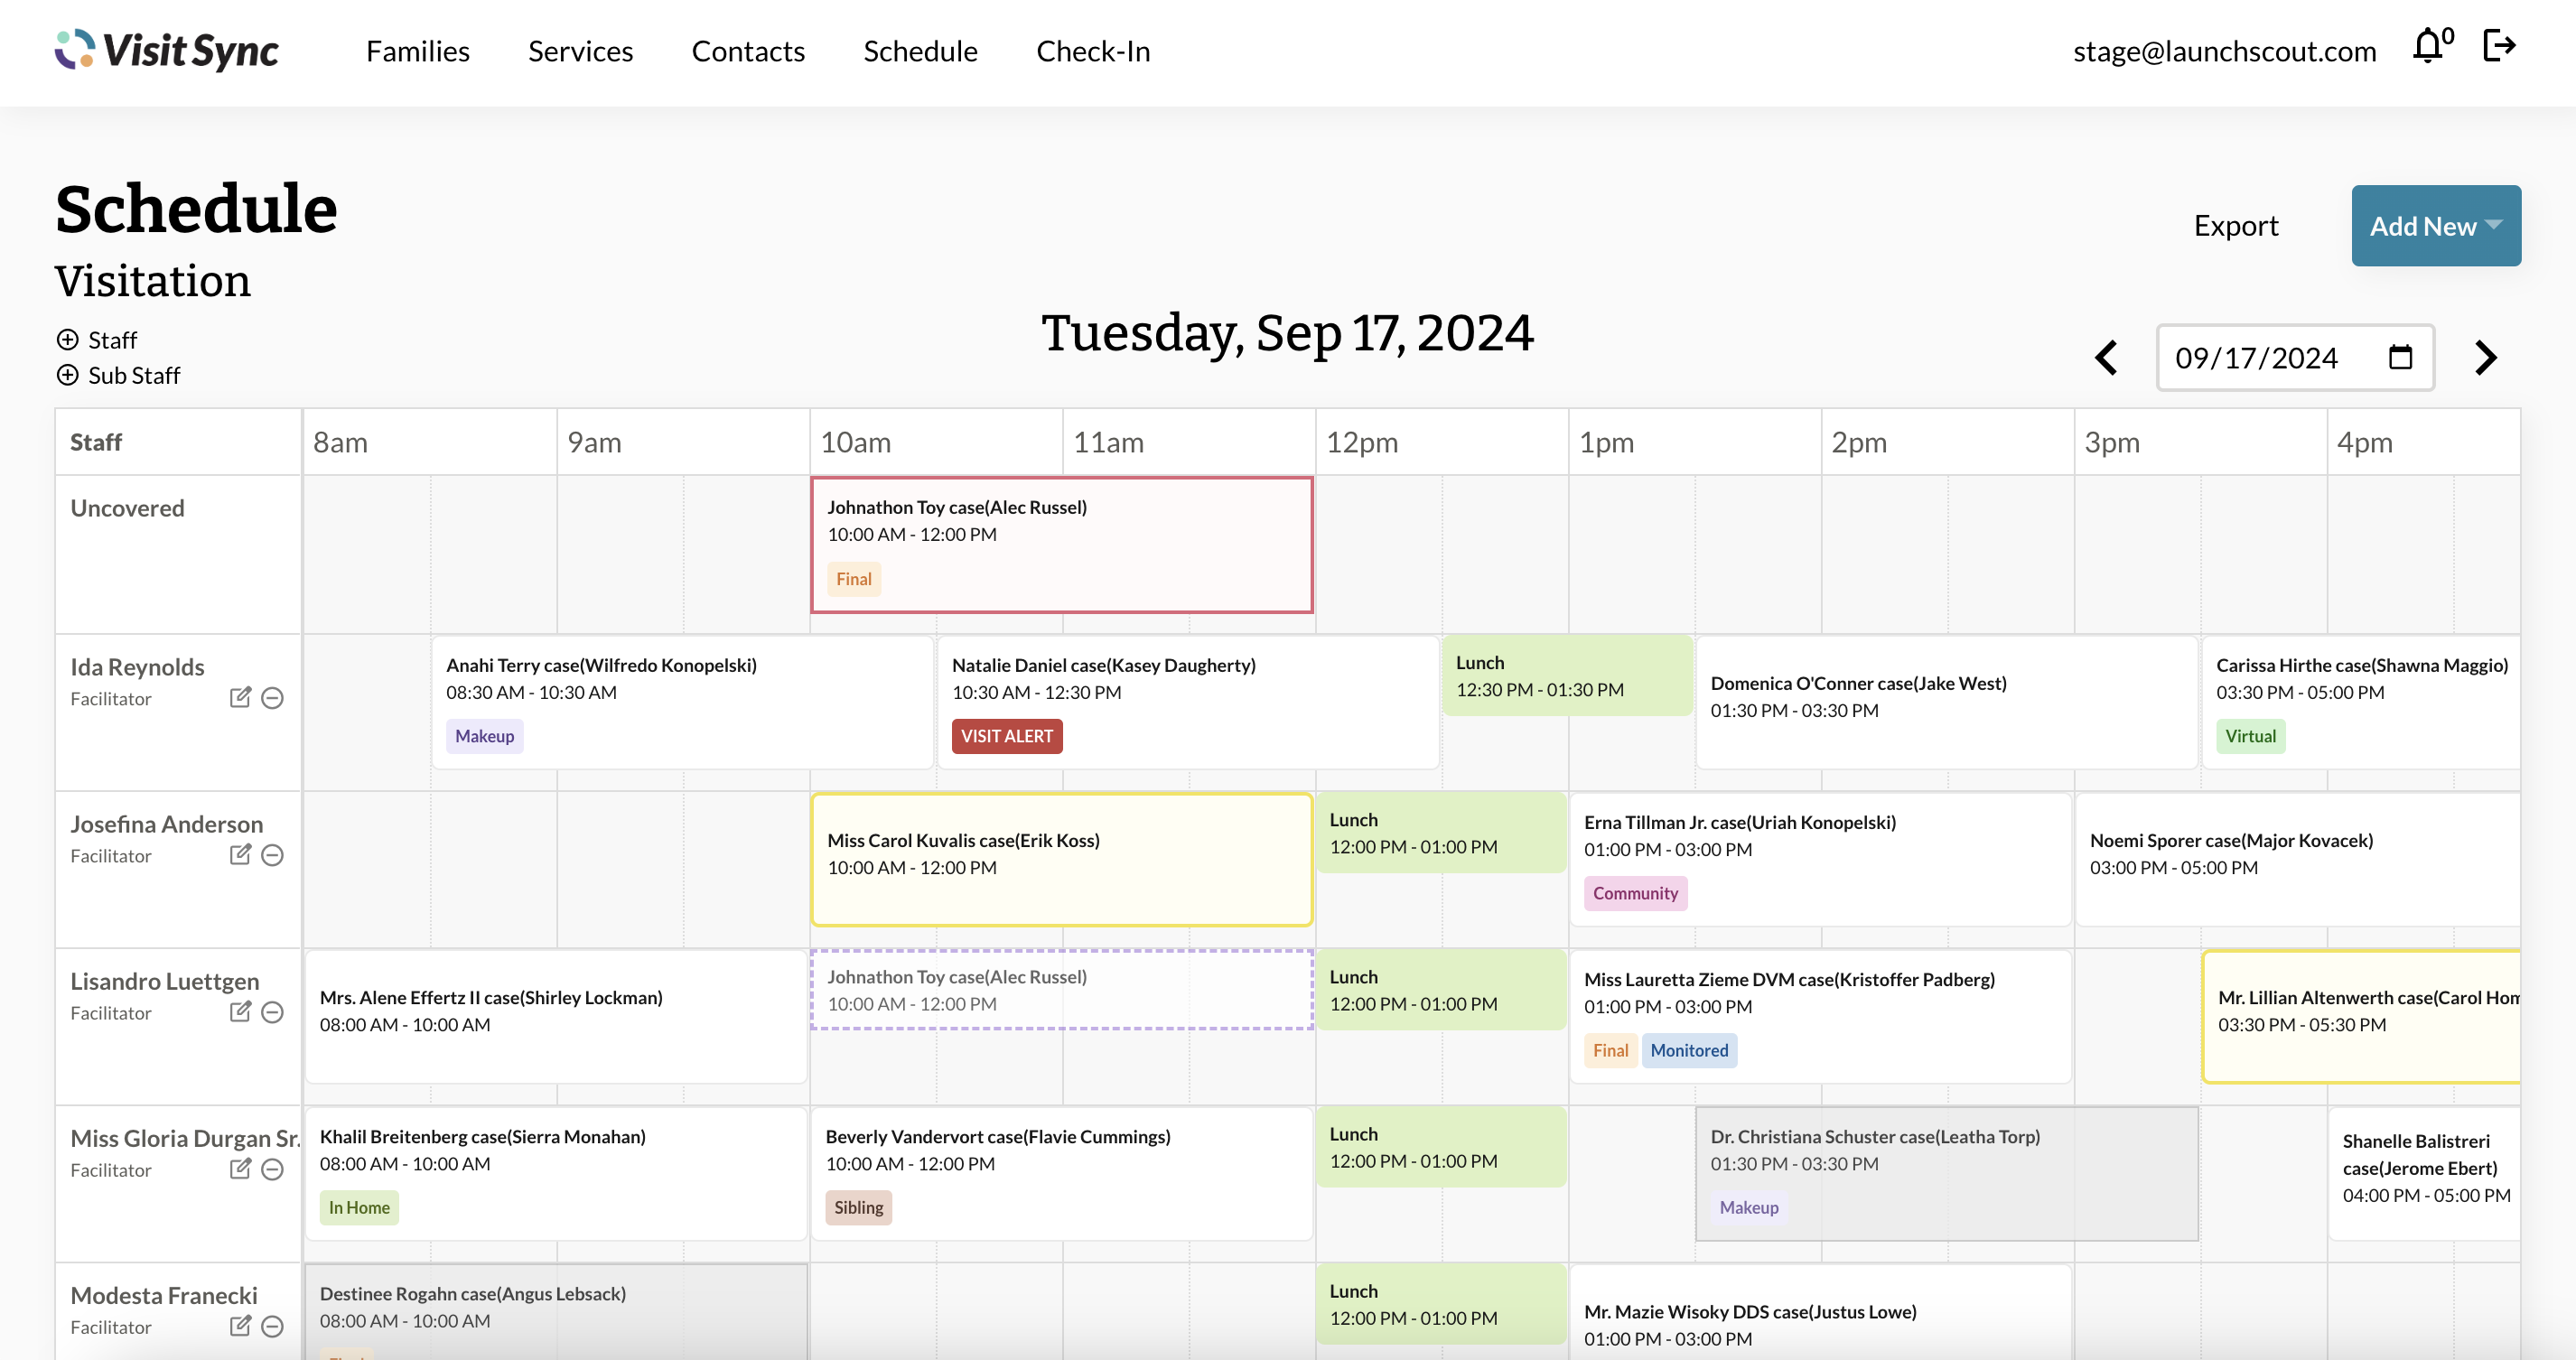 Visit Sync
Families
Services
Contacts
Schedule
Check-In
stage@launchscout.com
0
Schedule
Visitation
Export
Add New
Staff
Sub Staff
Tuesday, Sep 17, 2024
09/17/2024
Staff
8am
9am
10am
11am
12pm
1pm
2pm
3pm
4pm
Uncovered
Johnathon Toy case(Alec Russel)
10:00 AM - 12:00 PM
Final
Ida Reynolds
Facilitator
Anahi Terry case(Wilfredo Konopelski)
08:30 AM - 10:30 AM
Makeup
Natalie Daniel case(Kasey Daugherty)
10:30 AM - 12:30 PM
VISIT ALERT
Lunch
12:30 PM - 01:30 PM
Domenica O'Conner case(Jake West)
01:30 PM - 03:30 PM
Carissa Hirthe case(Shawna Maggio)
03:30 PM - 05:00 PM
Virtual
Josefina Anderson
Facilitator
Miss Carol Kuvalis case(Erik Koss)
10:00 AM - 12:00 PM
Lunch
12:00 PM - 01:00 PM
Erna Tillman Jr. case(Uriah Konopelski)
01:00 PM - 03:00 PM
Community
Noemi Sporer case(Major Kovacek)
03:00 PM - 05:00 PM
Lisandro Luettgen
Facilitator
Mrs. Alene Effertz II case(Shirley Lockman)
08:00 AM - 10:00 AM
Johnathon Toy case(Alec Russel)
10:00 AM - 12:00 PM
Lunch
12:00 PM - 01:00 PM
Miss Lauretta Zieme DVM case(Kristoffer Padberg)
01:00 PM - 03:00 PM
Final
Monitored
Mr. Lillian Altenwerth case(Carol Hom
03:30 PM - 05:30 PM
Miss Gloria Durgan Sr.
Facilitator
Khalil Breitenberg case(Sierra Monahan)
08:00 AM - 10:00 AM
In Home
Beverly Vandervort case(Flavie Cummings)
10:00 AM - 12:00 PM
Sibling
Lunch
12:00 PM - 01:00 PM
Dr. Christiana Schuster case(Leatha Torp)
01:30 PM - 03:30 PM
Makeup
Shanelle Balistreri
case(Jerome Ebert)
04:00 PM - 05:00 PM
Modesta Franecki
Facilitator
Destinee Rogahn case(Angus Lebsack)
08:00 AM - 10:00 AM
Lunch
12:00 PM - 01:00 PM
Mr. Mazie Wisoky DDS case(Justus Lowe)
01:00 PM - 03:00 PM